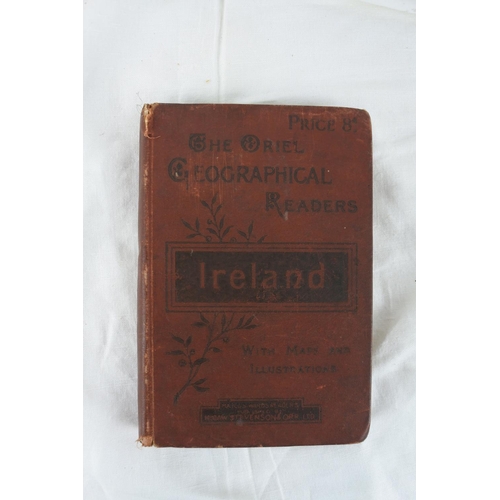 PRICE 8d
THE ORIEL
GEOGRAPHICAL
READERS
Ireland
WITH MAPS AND
ILLUSTRATIONS